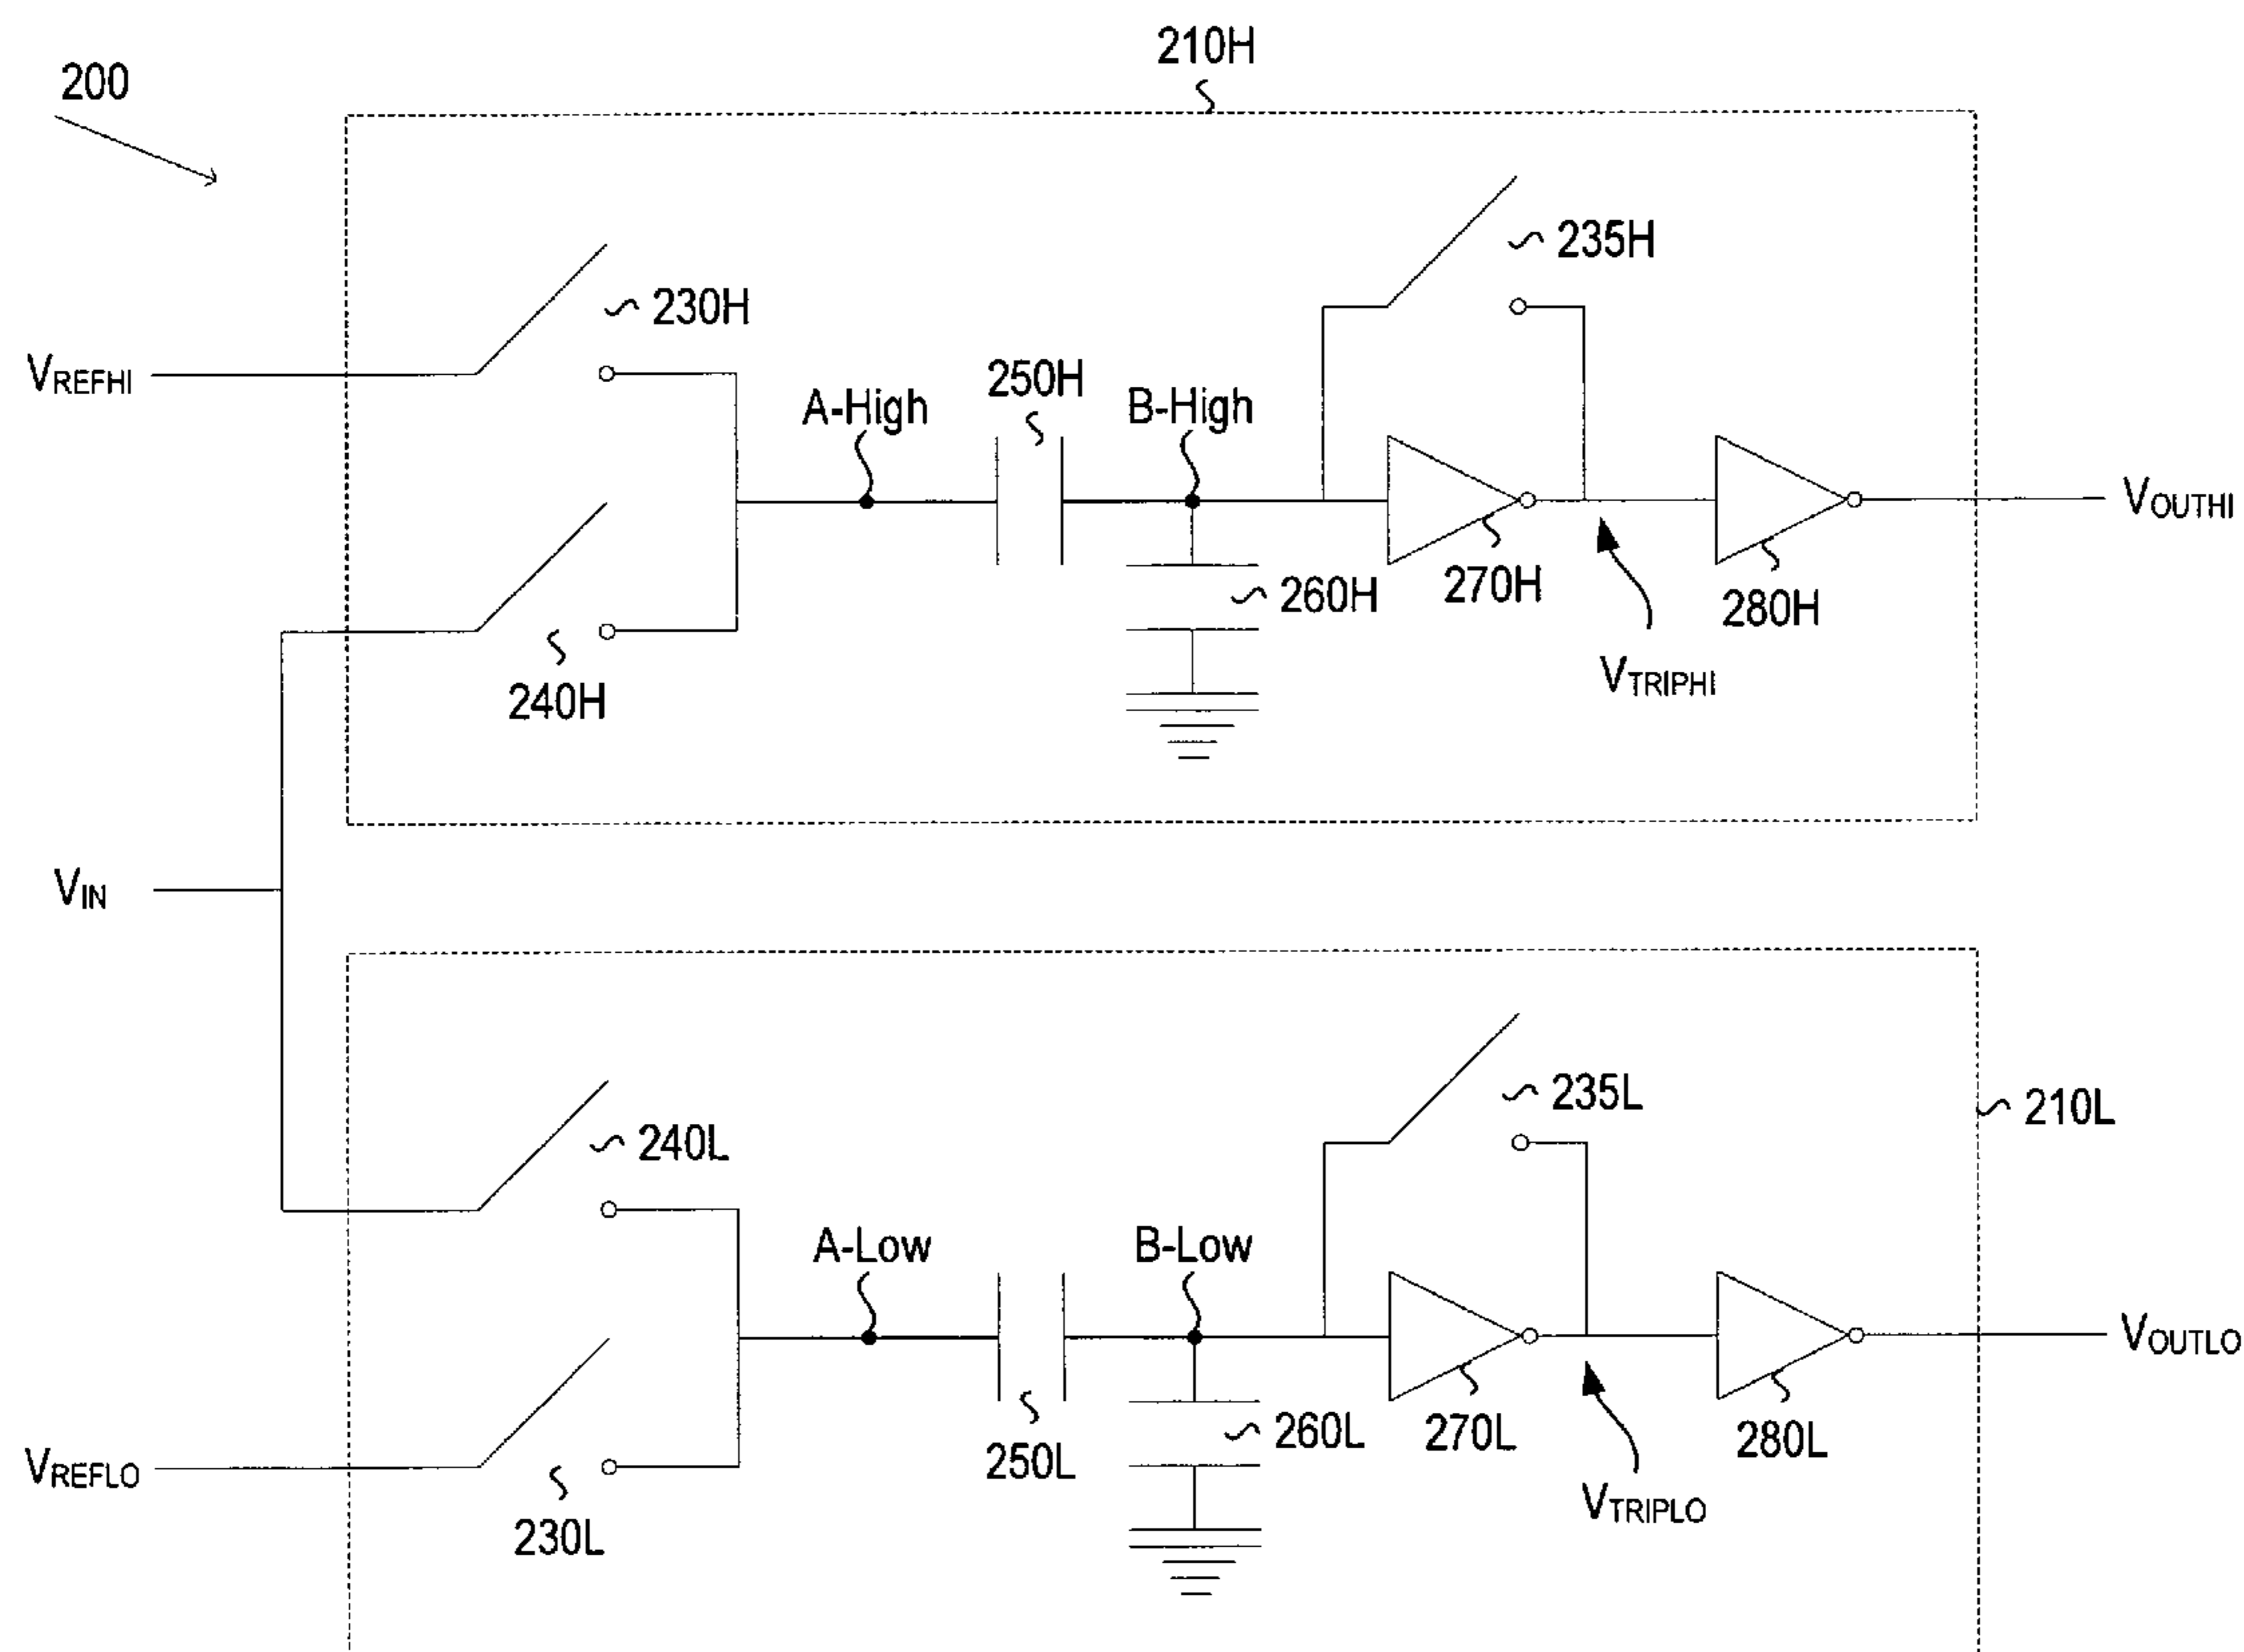 210H
200
235H
230H
VREFHI
A-High
250H
B-High
VOUTHI
260H
270H
280H
240H
VTRIPHI
VIN
235L
210L
240L
A-Low
B-Low
VOUTLO
260L
270L
280L
250L
VREFLO
VTRIPLO
230L